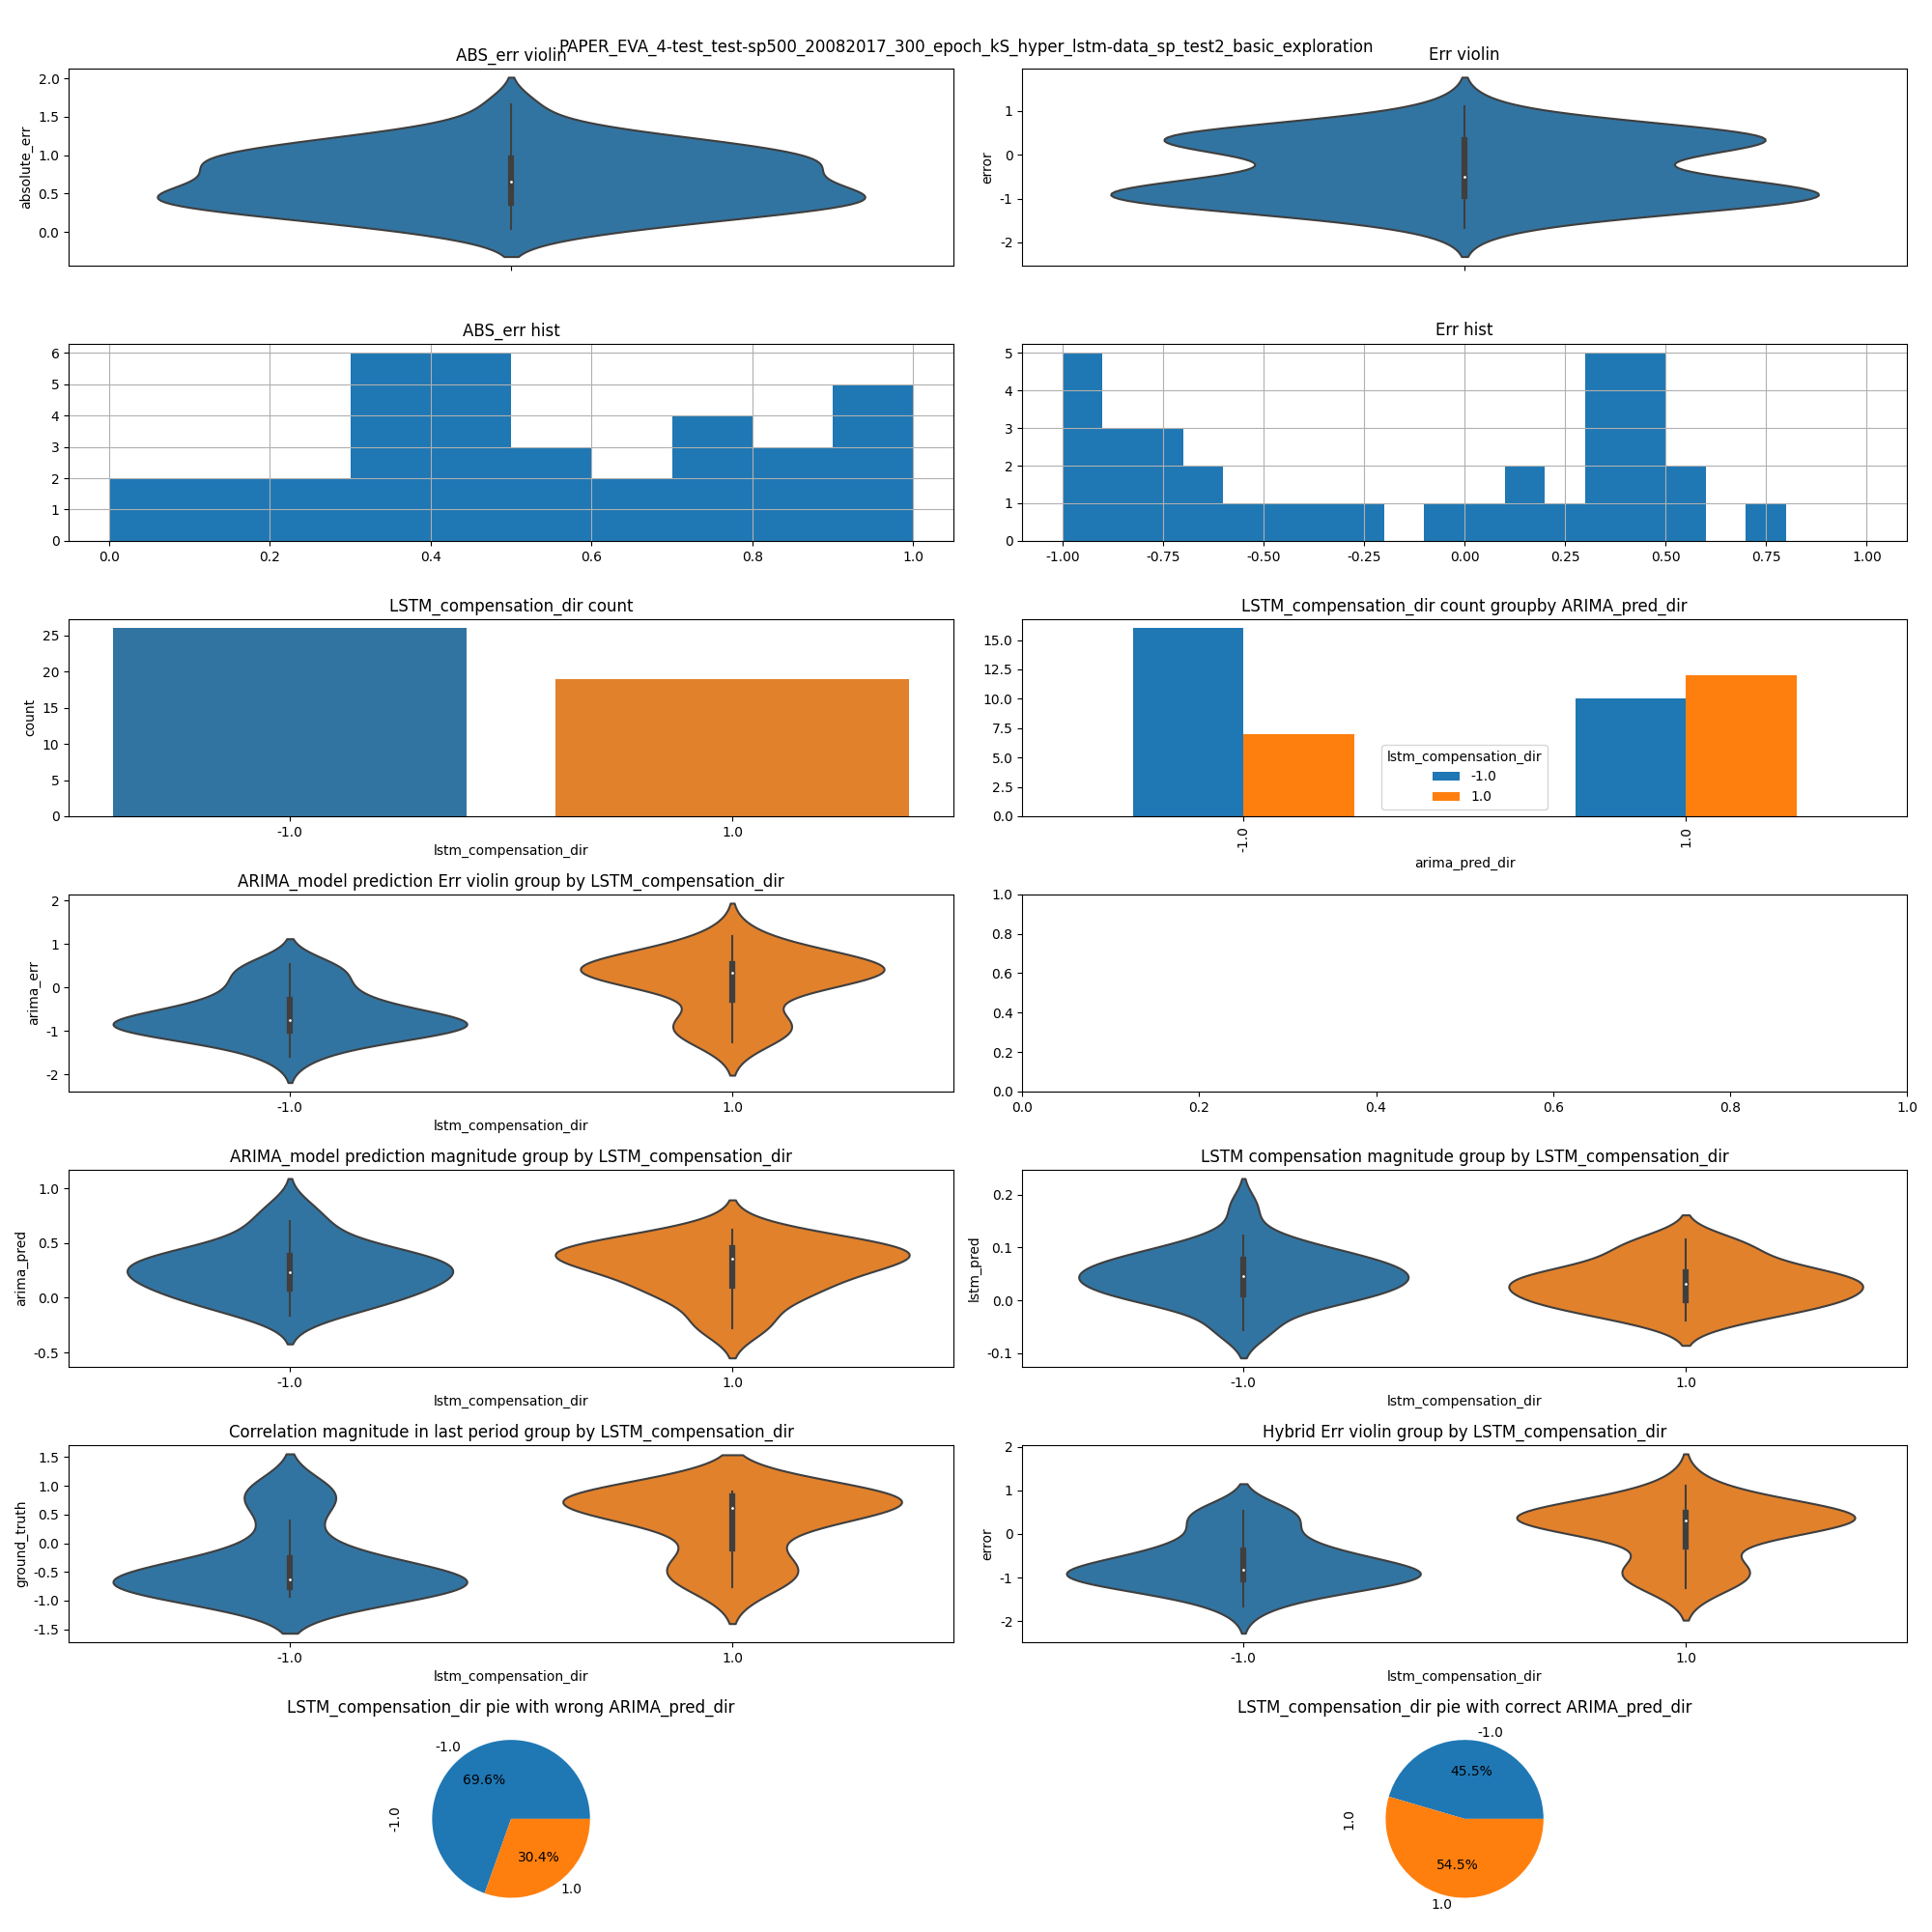 PAPER_EVA_4-test_test-sp500_20082017_300_epoch_kS_hyper_lstm-data_sp_test2_basic_exploration
ABS_err violin
2.0
1.5
1.0
0.5
0.0
absolute_err
Err violin
1
0
-1
-2
error
ABS_err hist
6
5
4
3
2
1
0
0.0 0.2 0.4 0.6 0.8 1.0
Err hist
5
4
3
2
1
0
-1.00 -0.75 -0.50 -0.25 0.00 0.25 0.50 0.75 1.00
LSTM_compensation_dir count
25
20
15
10
5
0
count
-1.0 1.0
lstm_compensation_dir
LSTM_compensation_dir count groupby ARIMA_pred_dir
15.0
12.5
10.0
7.5
5.0
2.5
0.0
lstm_compensation_dir
-1.0
1.0
-1.0 1.0
arima_pred_dir
ARIMA_model prediction Err violin group by LSTM_compensation_dir
2
1
0
-1
-2
arima_err
-1.0 1.0
lstm_compensation_dir
1.0
0.8
0.6
0.4
0.2
0.0
0.0 0.2 0.4 0.6 0.8 1.0
ARIMA_model prediction magnitude group by LSTM_compensation_dir
1.0
0.5
0.0
-0.5
arima_pred
-1.0 1.0
lstm_compensation_dir
LSTM compensation magnitude group by LSTM_compensation_dir
0.2
0.1
0.0
-0.1
lstm_pred
-1.0 1.0
lstm_compensation_dir
Correlation magnitude in last period group by LSTM_compensation_dir
1.5
1.0
0.5
0.0
-0.5
-1.0
-1.5
ground_truth
-1.0 1.0
lstm_compensation_dir
Hybrid Err violin group by LSTM_compensation_dir
2
1
0
-1
-2
error
-1.0 1.0
lstm_compensation_dir
LSTM_compensation_dir pie with wrong ARIMA_pred_dir
-1.0
69.6%
-1.0
30.4%
1.0
LSTM_compensation_dir pie with correct ARIMA_pred_dir
-1.0
45.5%
1.0
54.5%
1.0